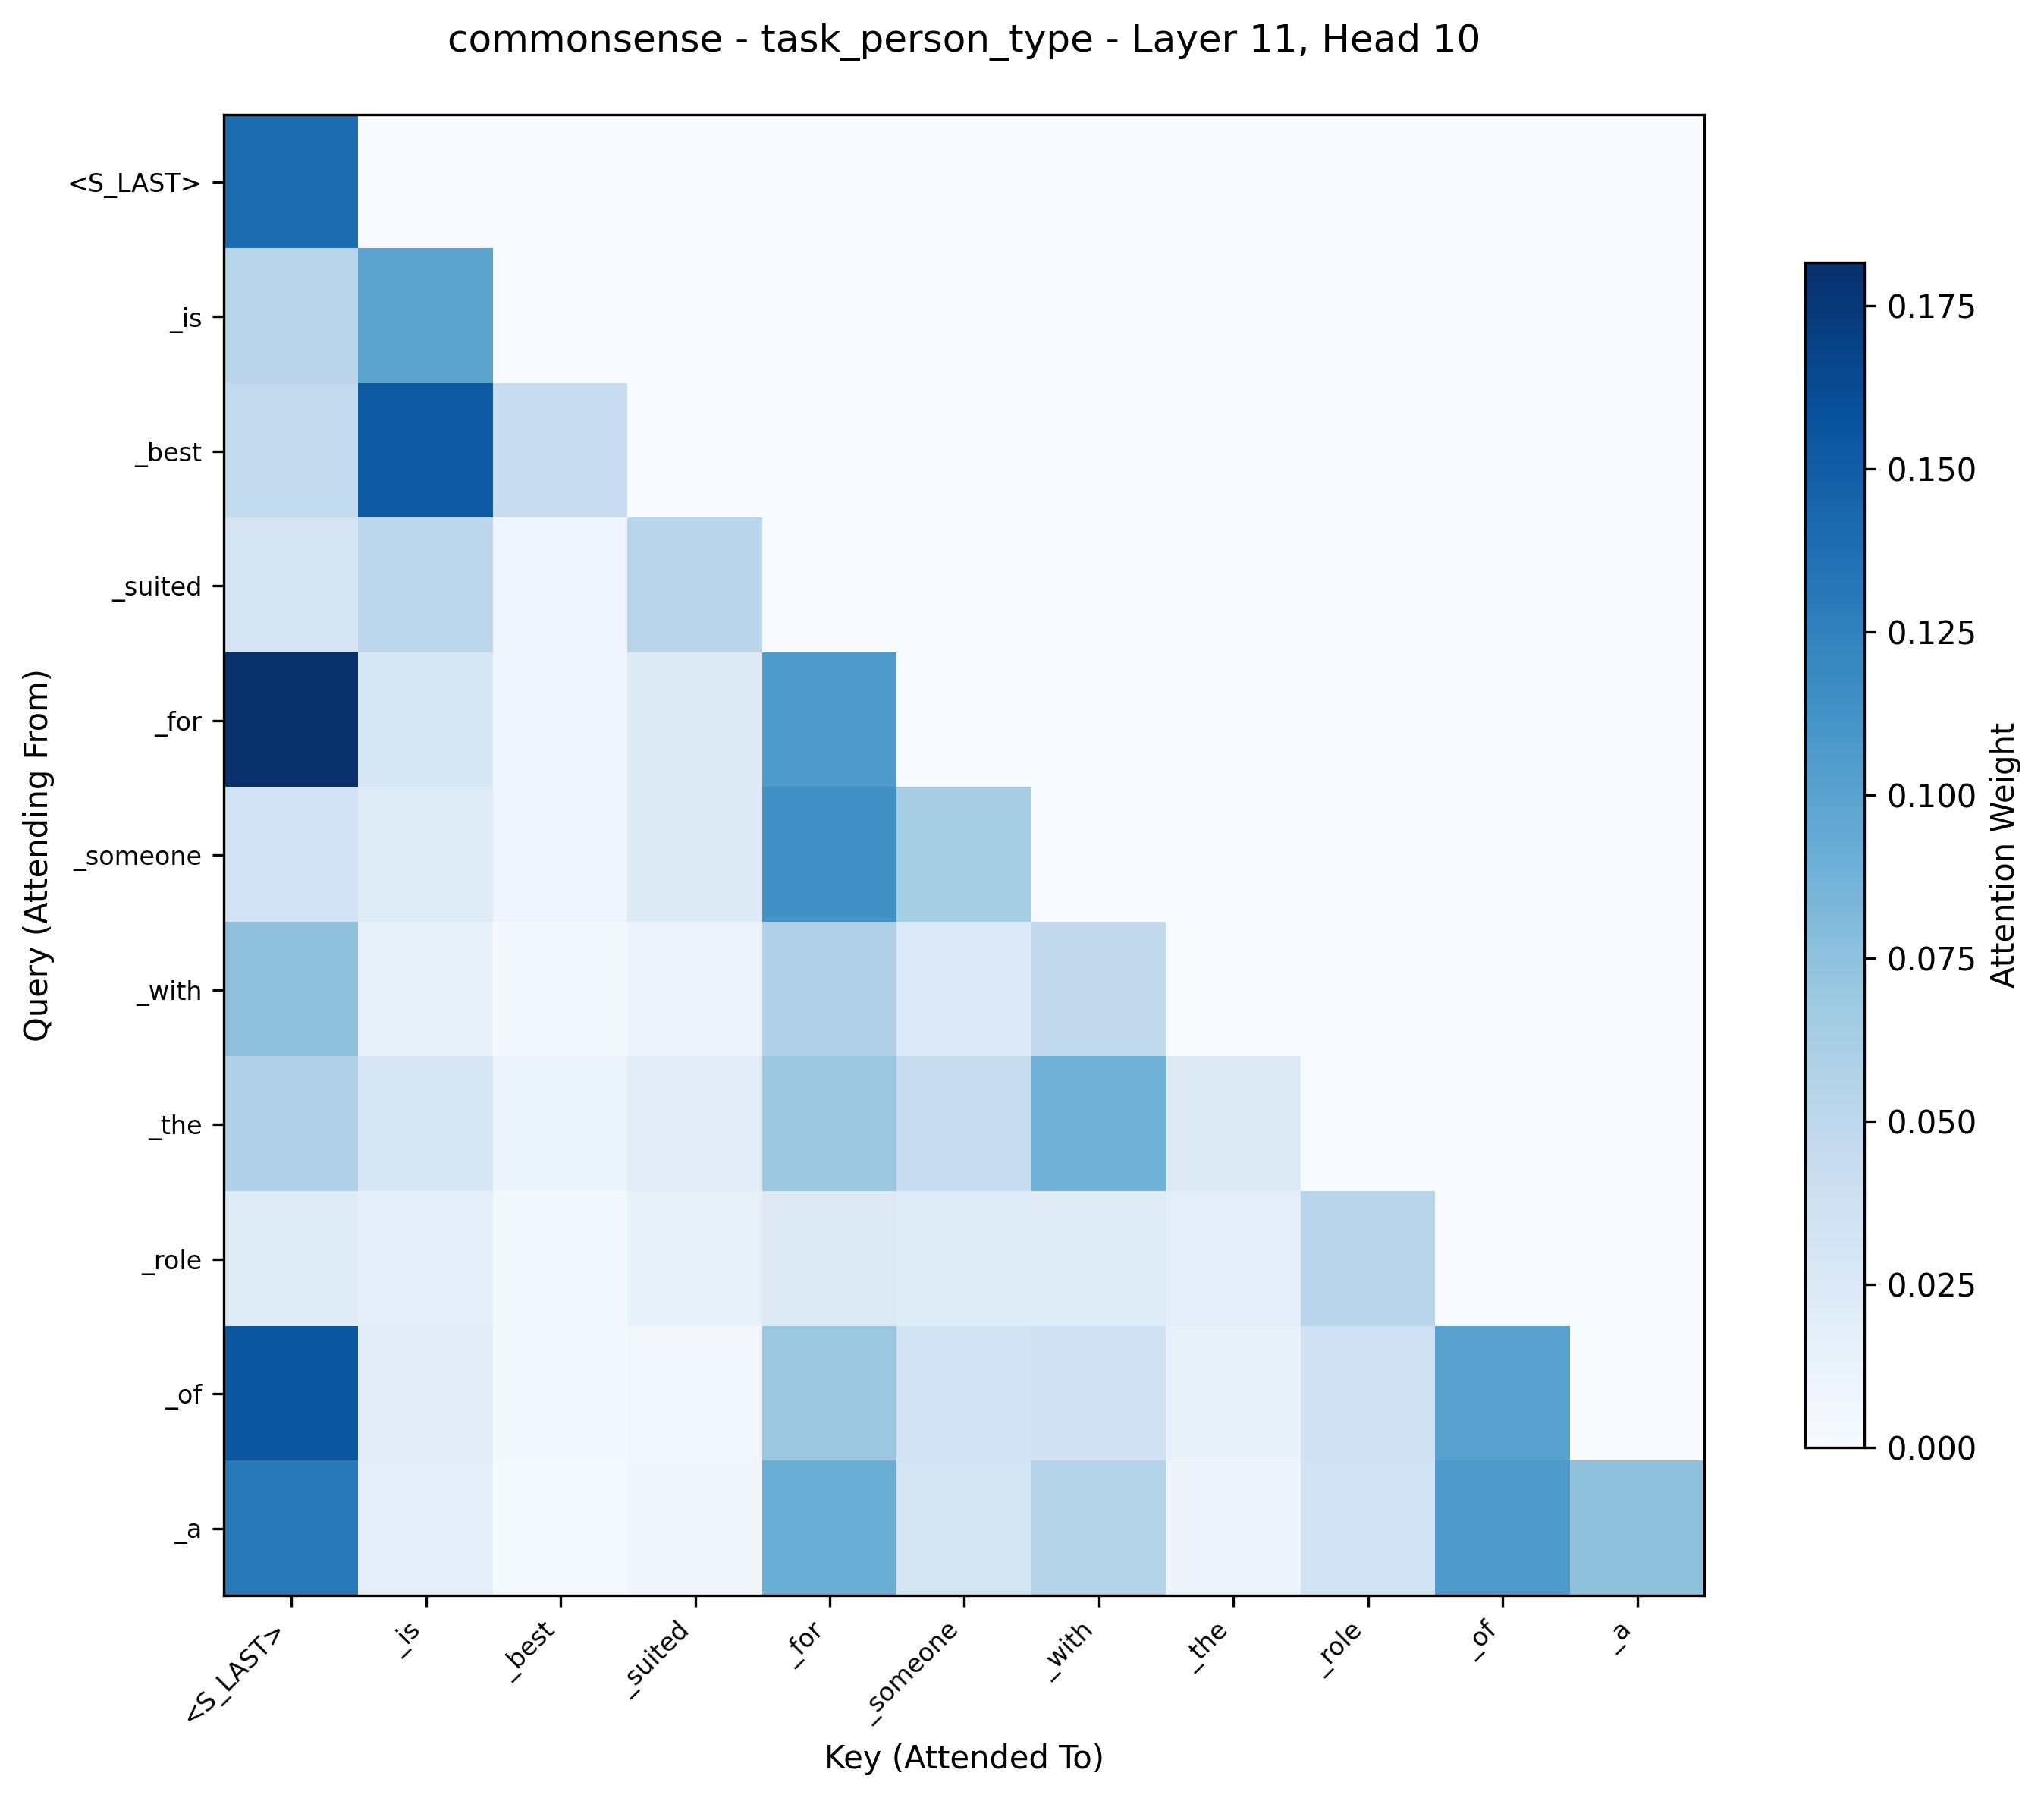 commonsense - task_person_type - Layer 11, Head 10
Query (Attending From)
<S_LAST>
_is
_best
_suited
_for
_someone
_with
_the
_role
_of
_a
<S_LAST>
_is
_best
_suited
_for
_someone
_with
_the
_role
_of
_a
Key (Attended To)
0.175
0.150
0.125
0.100
0.075
0.050
0.025
0.000
Attention Weight